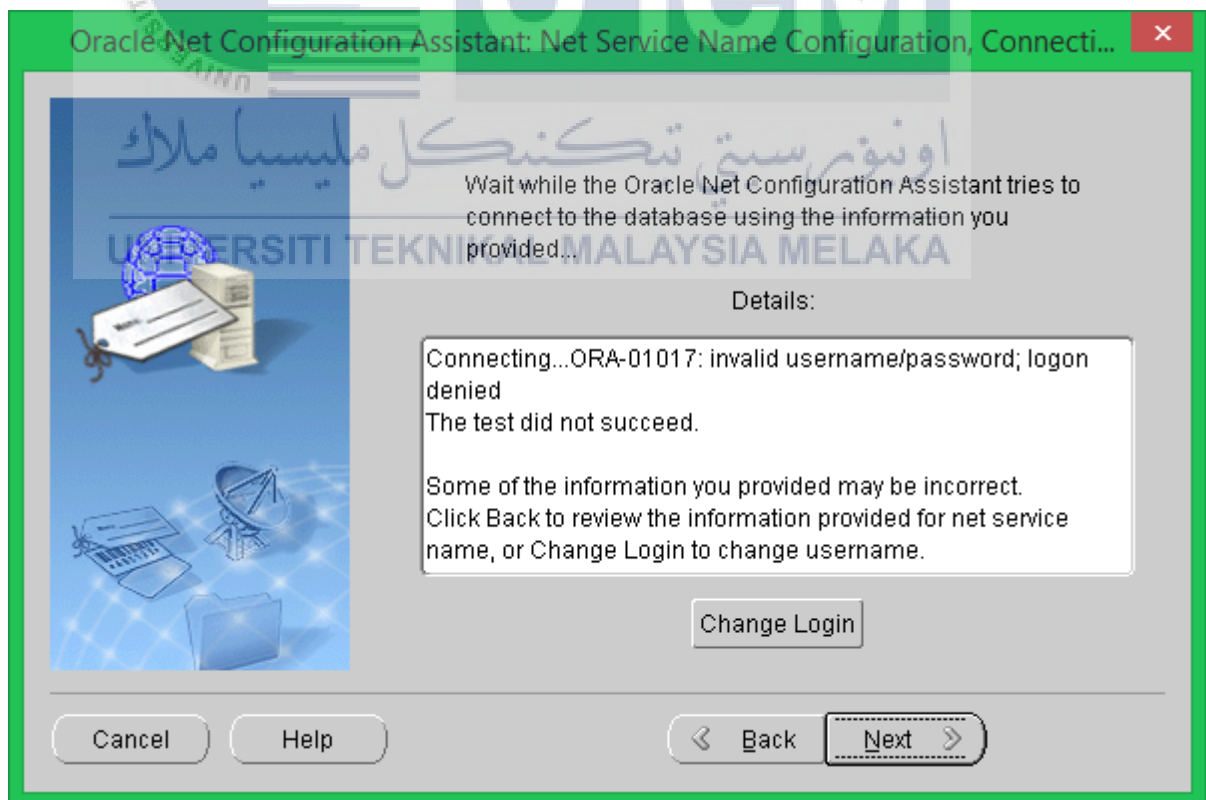 Oracle Net Configuration Assistant: Net Service Name Configuration, Connecti...
اونيۏرسيتي تيکنيکل مليسيا ملاك
Wait while the Oracle Net Configuration Assistant tries to
connect to the database using the information you
provided...
UNIVERSITI TEKNIKAL MALAYSIA MELAKA
Details:
Connecting...ORA-01017: invalid username/password; logon
denied
The test did not succeed.
Some of the information you provided may be incorrect.
Click Back to review the information provided for net service
name, or Change Login to change username.
Change Login
Cancel
Help
Back
Next